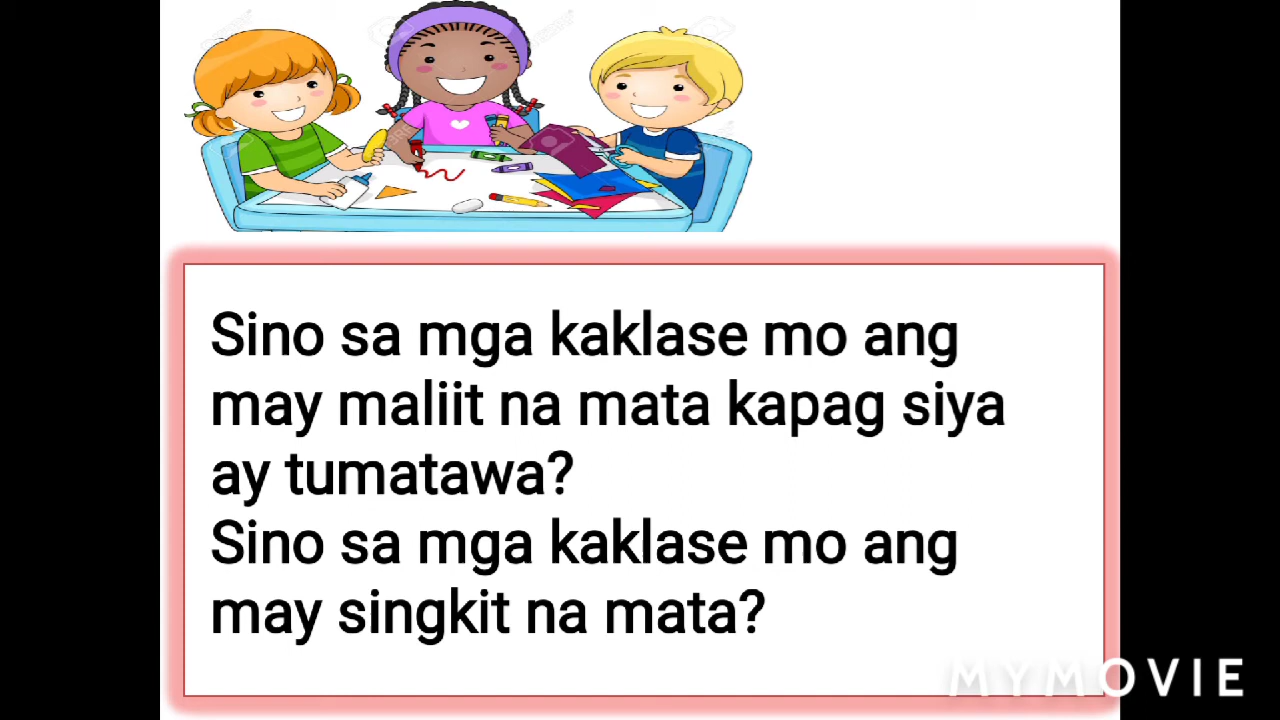 Sino sa mga kaklase mo ang
may maliit na mata kapag siya
ay tumatawa?
Sino sa mga kaklase mo ang
may singkit na mata?
MYMOVIE